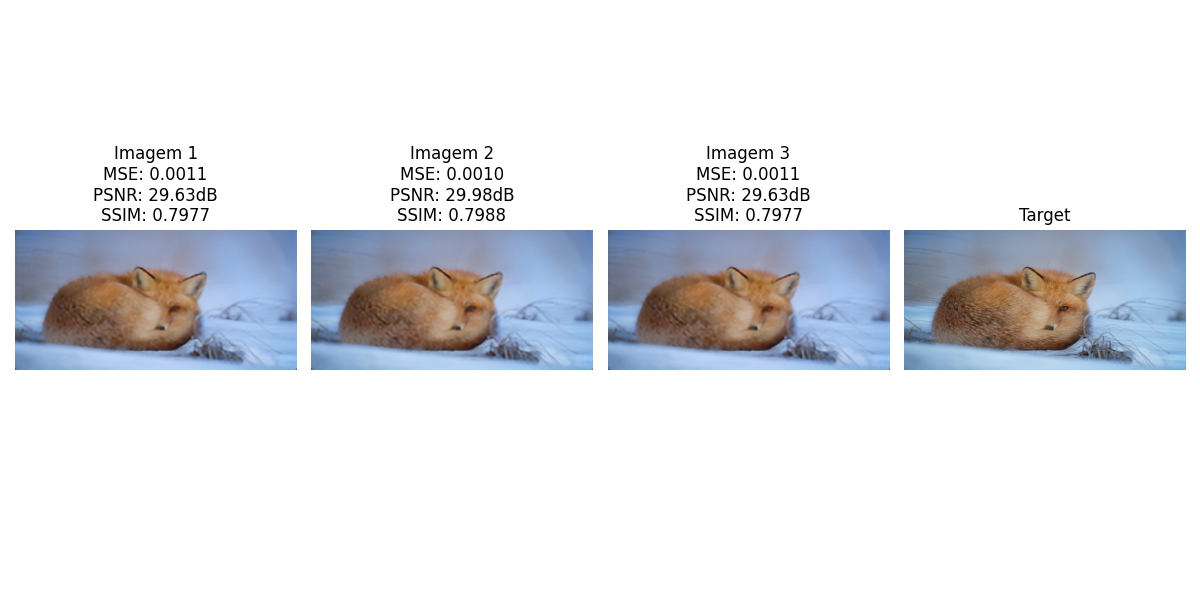 Imagem 1
MSE: 0.0011
PSNR: 29.63dB
SSIM: 0.7977
Imagem 2
MSE: 0.0010
PSNR: 29.98dB
SSIM: 0.7988
Imagem 3
MSE: 0.0011
PSNR: 29.63dB
SSIM: 0.7977
Target